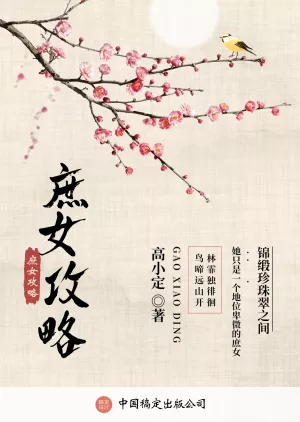 庶女攻略
庶女攻略
锦缎珍珠翠之间
她只是一个地位卑微的庶女
林霏独徘徊
鸟啼远山开
GAO XIAO DING
高小定◎著
中国稿定出版公司